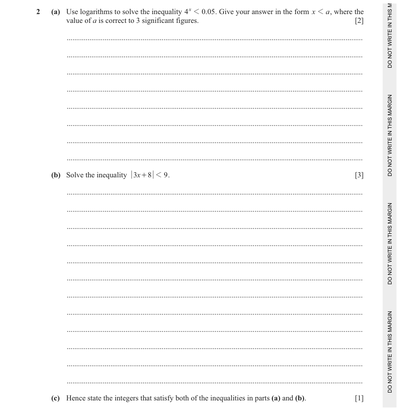 2 (a) Use logarithms to solve the inequality 4ˣ < 0.05. Give your answer in the form x < a, where the
value of a is correct to 3 significant figures. [2]
(b) Solve the inequality |3x + 8| < 9. [3]
(c) Hence state the integers that satisfy both of the inequalities in parts (a) and (b). [1]
DO NOT WRITE IN THIS M
DO NOT WRITE IN THIS MARGIN
DO NOT WRITE IN THIS MARGIN
DO NOT WRITE IN THIS MARGIN